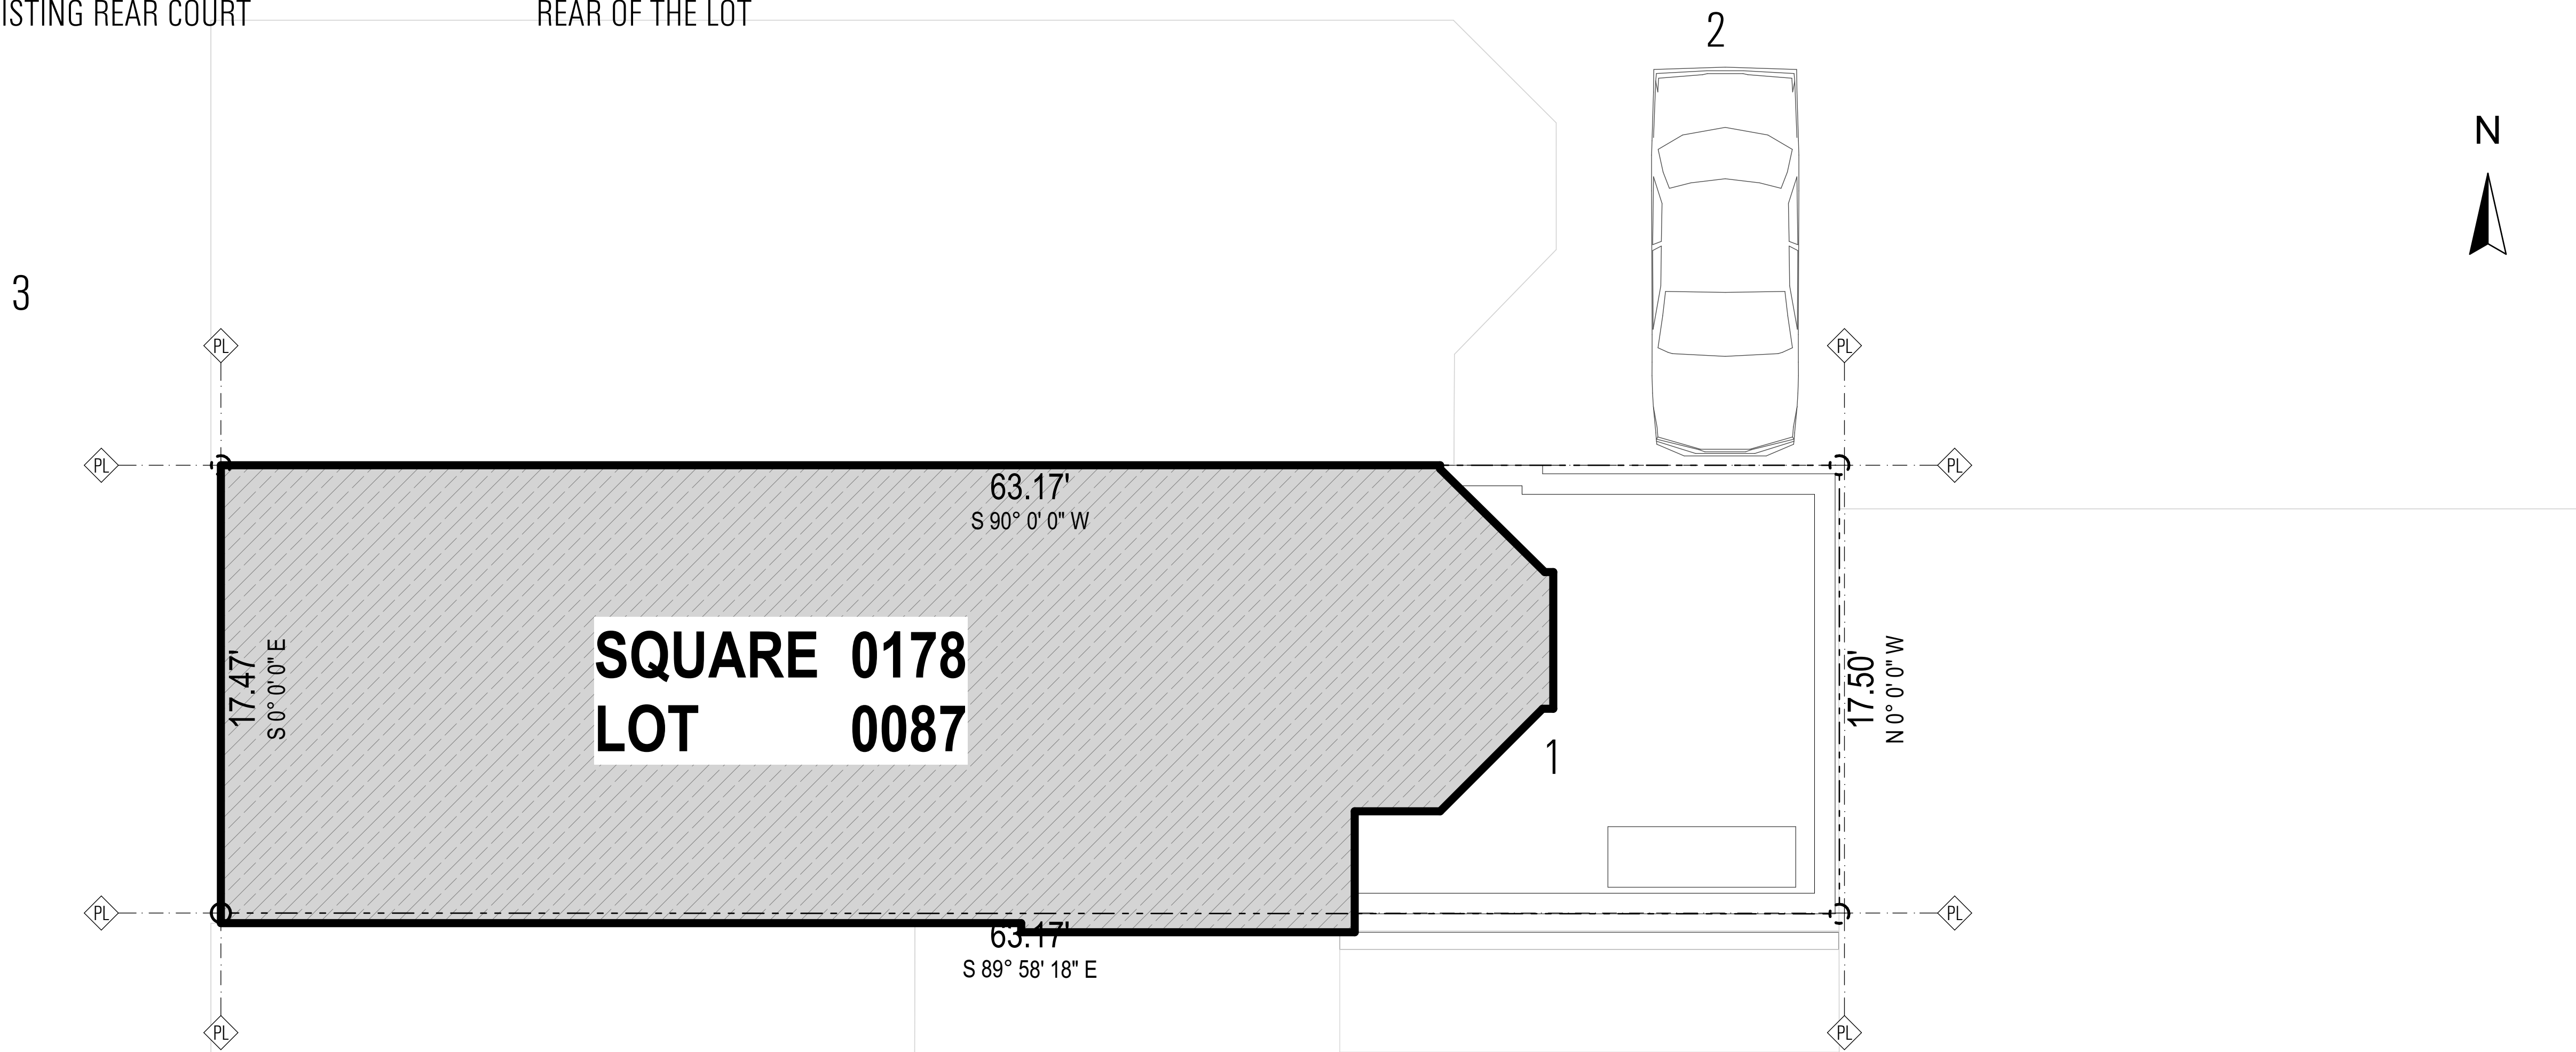 ISTING REAR COURT
REAR OF THE LOT
2
N
3
PL
PL
PL
PL
63.17'
S 90° 0' 0" W
17.47'
S 0° 0' 0" E
SQUARE 0178
LOT 0087
1
17.50'
N 0° 0' 0" W
PL
PL
63.17'
S 89° 58' 18" E
PL
PL